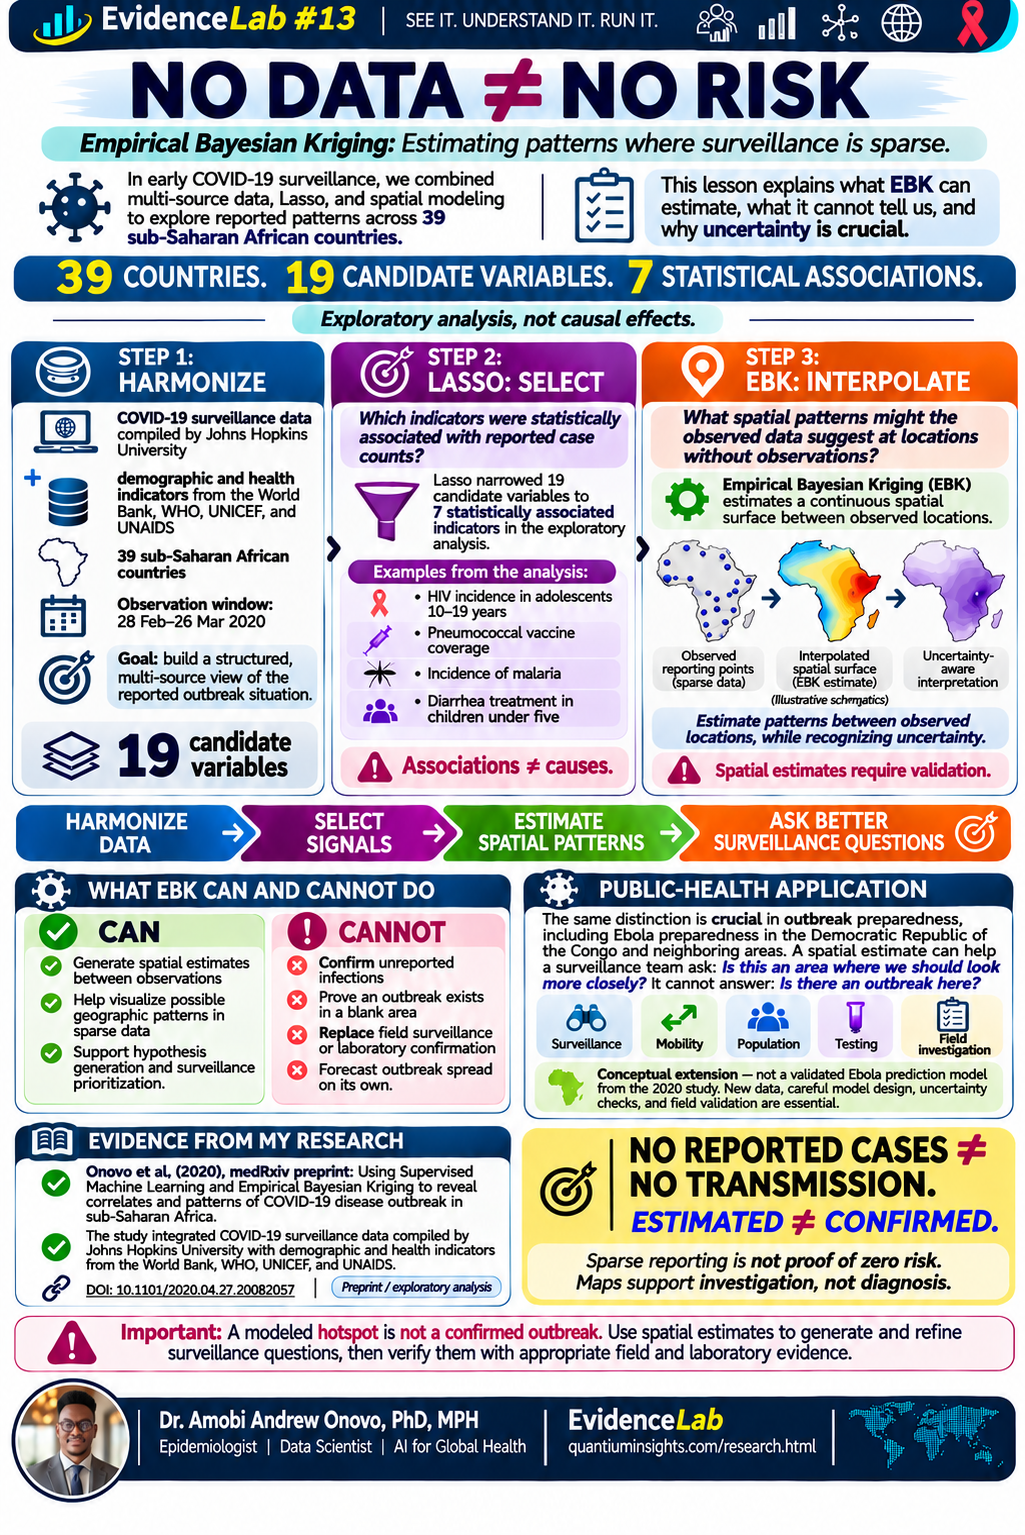 EvidenceLab #13
SEE IT. UNDERSTAND IT. RUN IT.
NO DATA ≠ NO RISK
Empirical Bayesian Kriging: Estimating patterns where surveillance is sparse.
In early COVID-19 surveillance, we combined
multi-source data, Lasso, and spatial modeling
to explore reported patterns across 39
sub-Saharan African countries.
This lesson explains what EBK can
estimate, what it cannot tell us, and
why uncertainty is crucial.
39 COUNTRIES. 19 CANDIDATE VARIABLES. 7 STATISTICAL ASSOCIATIONS.
Exploratory analysis, not causal effects.
STEP 1:
HARMONIZE
COVID-19 surveillance data
compiled by Johns Hopkins
University
+
demographic and health
indicators from the World
Bank, WHO, UNICEF, and
UNAIDS
39 sub-Saharan African
countries
Observation window:
28 Feb–26 Mar 2020
Goal: build a structured,
multi-source view of the
reported outbreak situation.
19 candidate
variables
STEP 2:
LASSO: SELECT
Which indicators were statistically
associated with reported case
counts?
Lasso narrowed 19
candidate variables to
7 statistically associated
indicators in the exploratory
analysis.
Examples from the analysis:
• HIV incidence in adolescents
10–19 years
• Pneumococcal vaccine
coverage
• Incidence of malaria
• Diarrhea treatment in
children under five
Associations ≠ causes.
STEP 3:
EBK: INTERPOLATE
What spatial patterns might the
observed data suggest at locations
without observations?
Empirical Bayesian Kriging (EBK)
estimates a continuous spatial
surface between observed locations.
Observed
reporting points
(sparse data)
Interpolated
spatial surface
(EBK estimate)
Uncertainty-
aware
interpretation
(Illustrative schematics)
Estimate patterns between observed
locations, while recognizing uncertainty.
Spatial estimates require validation.
HARMONIZE
DATA
SELECT
SIGNALS
ESTIMATE
SPATIAL PATTERNS
ASK BETTER
SURVEILLANCE QUESTIONS
WHAT EBK CAN AND CANNOT DO
CAN
Generate spatial estimates
between observations
Help visualize possible
geographic patterns in
sparse data
Support hypothesis
generation and surveillance
prioritization.
CANNOT
Confirm unreported
infections
Prove an outbreak exists
in a blank area
Replace field surveillance
or laboratory confirmation
Forecast outbreak spread
on its own.
PUBLIC-HEALTH APPLICATION
The same distinction is crucial in outbreak preparedness,
including Ebola preparedness in the Democratic Republic of
the Congo and neighboring areas. A spatial estimate can help
a surveillance team ask: Is this an area where we should look
more closely? It cannot answer: Is there an outbreak here?
Surveillance
Mobility
Population
Testing
Field
investigation
Conceptual extension — not a validated Ebola prediction model
from the 2020 study. New data, careful model design, uncertainty
checks, and field validation are essential.
EVIDENCE FROM MY RESEARCH
Onovo et al, (2020), medRxiv preprint: Using Supervised
Machine Learning and Empirical Bayesian Kriging to reveal
correlates and patterns of COVID-19 disease outbreak in
sub-Saharan Africa.
The study integrated COVID-19 surveillance data compiled by
Johns Hopkins University with demographic and health indicators
from the World Bank, WHO, UNICEF, and UNAIDS.
DOI: 10.1101/2020.04.27.20082057
Preprint / exploratory analysis
NO REPORTED CASES ≠
NO TRANSMISSION.
ESTIMATED ≠ CONFIRMED.
Sparse reporting is not proof of zero risk.
Maps support investigation, not diagnosis.
Important: A modeled hotspot is not a confirmed outbreak. Use spatial estimates to generate and refine
surveillance questions, then verify them with appropriate field and laboratory evidence.
Dr. Amobi Andrew Onovo, PhD, MPH
Epidemiologist | Data Scientist | AI for Global Health
EvidenceLab
quantiuminsights.com/research.html